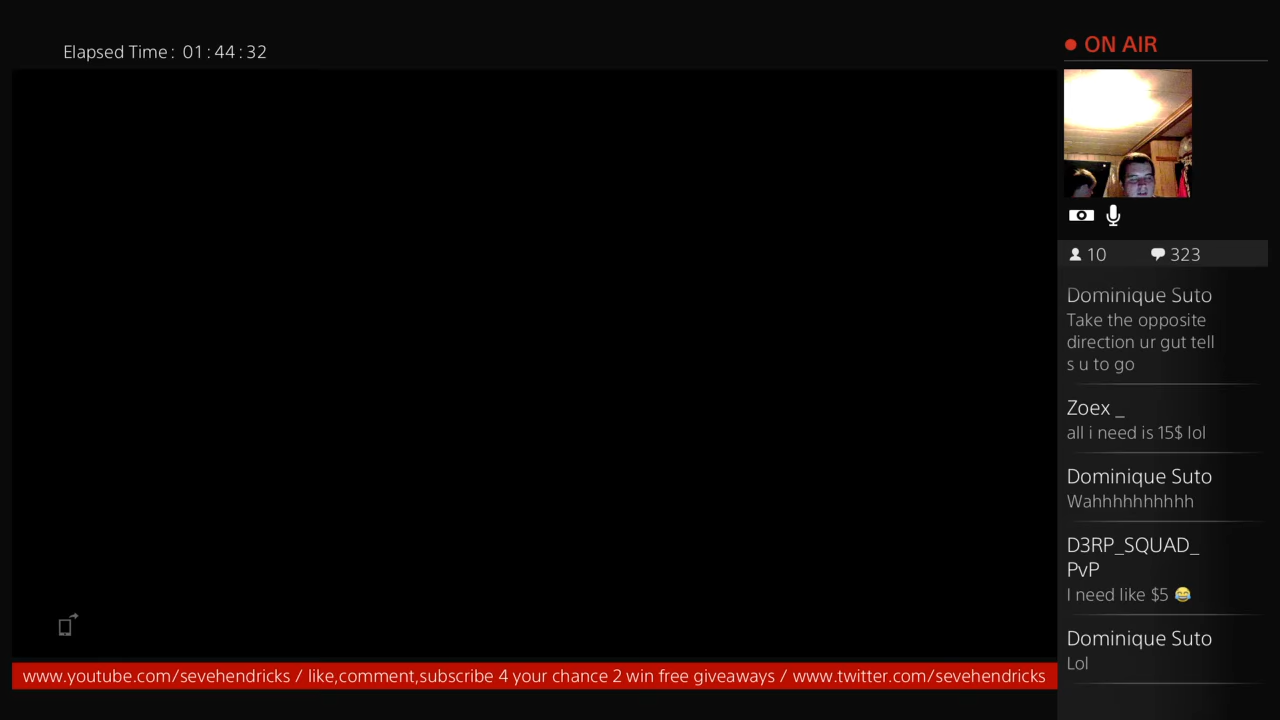 Elapsed Time: 01:44:32
ON AIR
10 323
Dominique Suto
Take the opposite
direction ur gut tell
s u to go
Zoex _
all i need is 15$ lol
Dominique Suto
Wahhhhhhhhhh
D3RP_SQUAD_
PvP
I need like $5 😂
Dominique Suto
Lol
www.youtube.com/sevehendricks / like,comment,subscribe 4 your chance 2 win free giveaways / www.twitter.com/sevehendricks